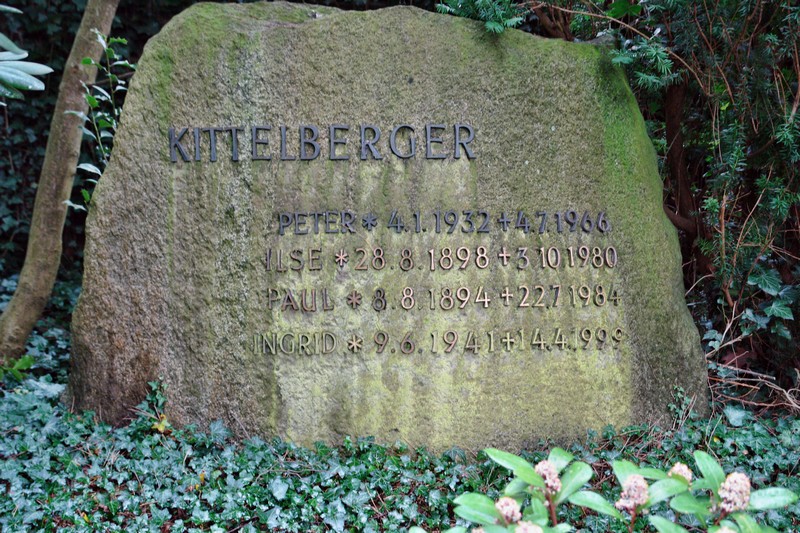 KITTELBERGER
PETER * 4.1.1932 + 4.7.1966
ILSE * 28.8.1898 + 3.10.1980
PAUL * 8.8.1894 + 22.7.1984
INGRID * 9.6.1941 + 14.4.1999